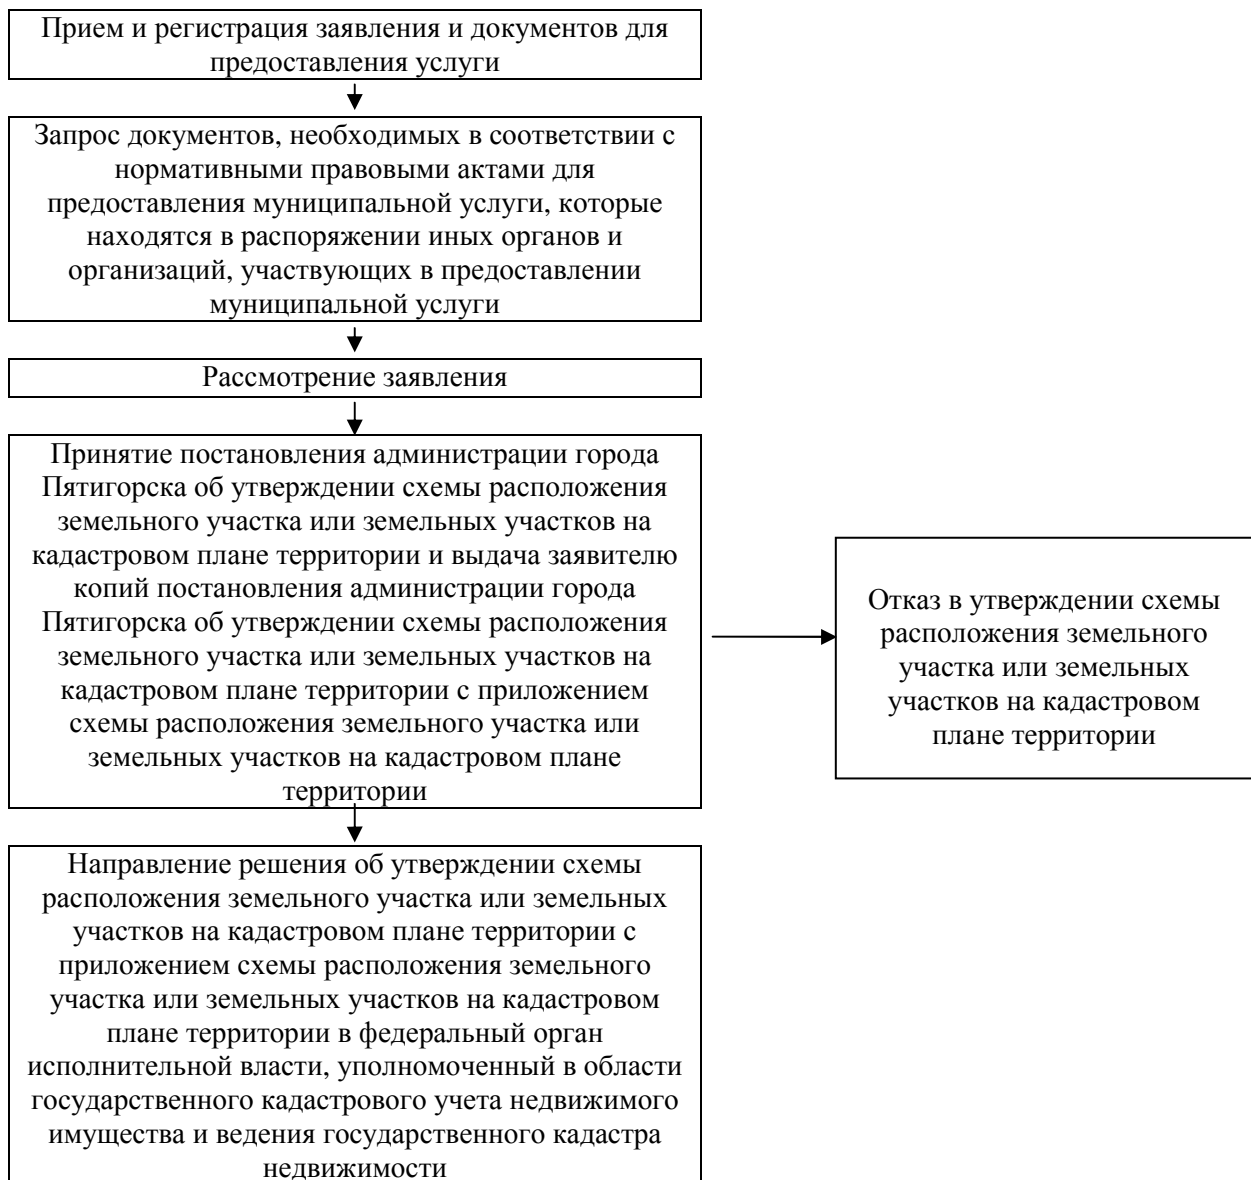 Прием и регистрация заявления и документов для
предоставления услуги
Запрос документов, необходимых в соответствии с
нормативными правовыми актами для
предоставления муниципальной услуги, которые
находятся в распоряжении иных органов и
организаций, участвующих в предоставлении
муниципальной услуги
Рассмотрение заявления
Принятие постановления администрации города
Пятигорска об утверждении схемы расположения
земельного участка или земельных участков на
кадастровом плане территории и выдача заявителю
копий постановления администрации города
Пятигорска об утверждении схемы расположения
земельного участка или земельных участков на
кадастровом плане территории с приложением
схемы расположения земельного участка или
земельных участков на кадастровом плане
территории
Отказ в утверждении схемы
расположения земельного
участка или земельных
участков на кадастровом
плане территории
Направление решения об утверждении схемы
расположения земельного участка или земельных
участков на кадастровом плане территории с
приложением схемы расположения земельного
участка или земельных участков на кадастровом
плане территории в федеральный орган
исполнительной власти, уполномоченный в области
государственного кадастрового учета недвижимого
имущества и ведения государственного кадастра
недвижимости